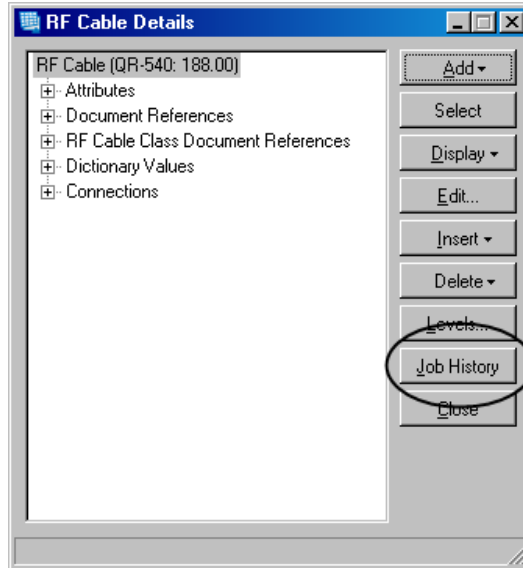 RF Cable Details
RF Cable (QR-540: 188.00)
Attributes
Document References
RF Cable Class Document References
Dictionary Values
Connections
Add
Select
Display
Edit...
Insert
Delete
Levels...
Job History
Close